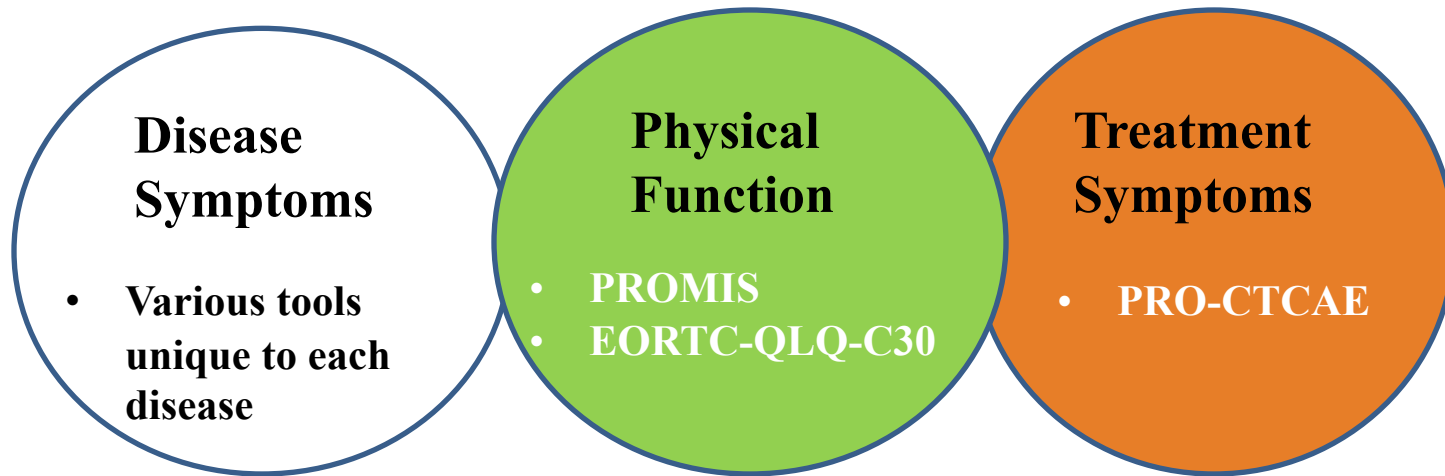 Disease
Symptoms
• Various tools
unique to each
disease
Physical
Function
• PROMIS
• EORTC-QLQ-C30
Treatment
Symptoms
• PRO-CTCAE